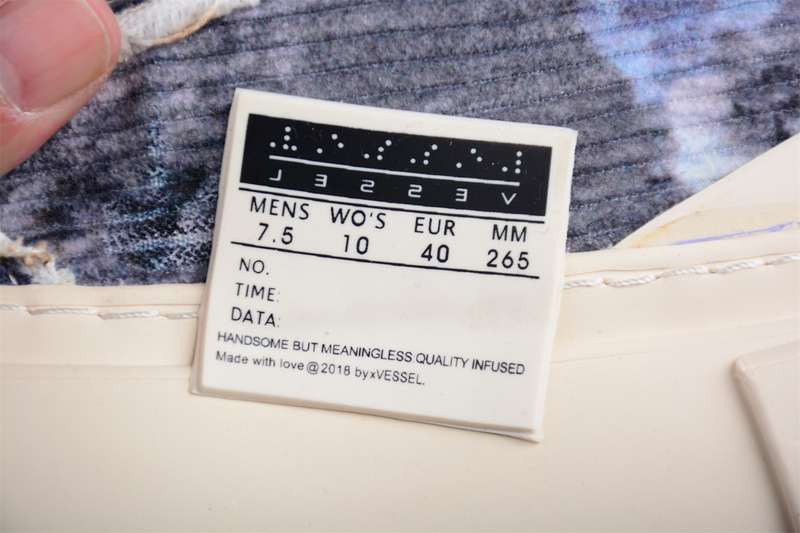 VESSEL
MENS WO'S EUR MM
7.5 10 40 265
NO.
TIME:
DATA:
HANDSOME BUT MEANINGLESS QUALITY INFUSED
Made with love@2018 byxVESSEL.